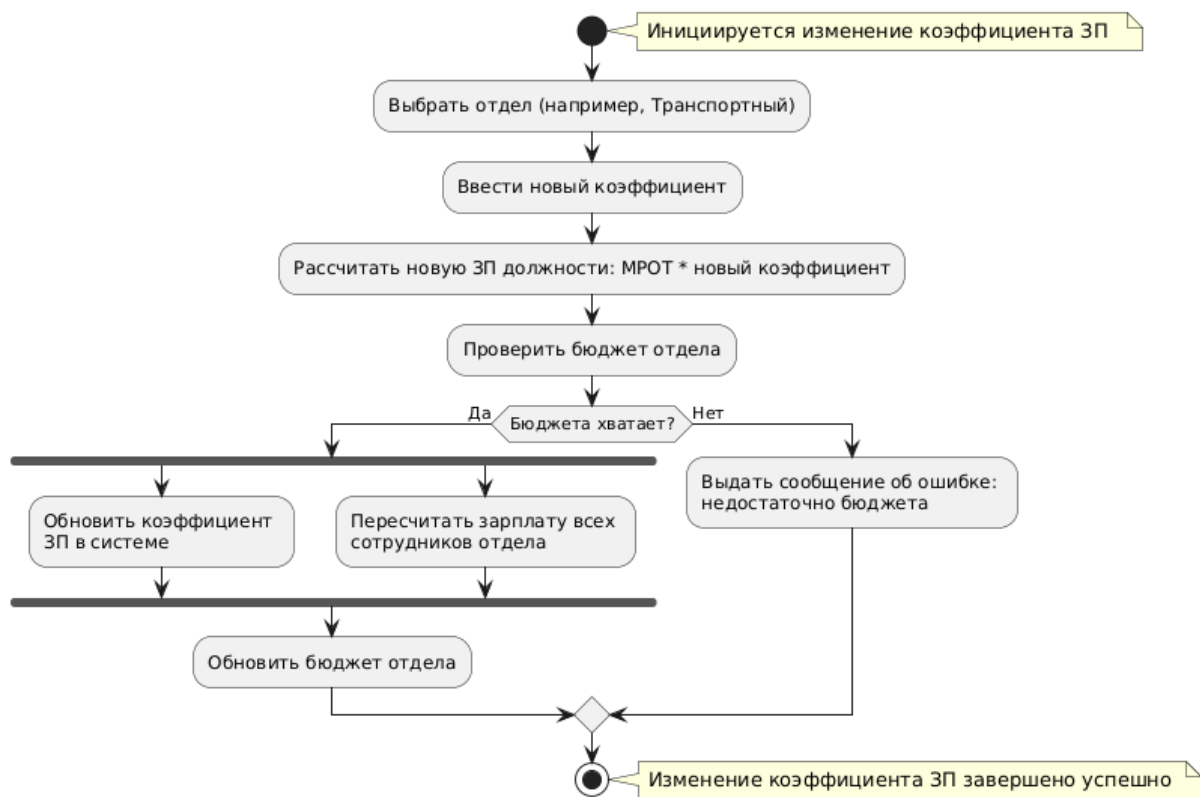 Инициируется изменение коэффициента ЗП
Выбрать отдел (например, Транспортный)
Ввести новый коэффициент
Рассчитать новую ЗП должности: МРОТ * новый коэффициент
Проверить бюджет отдела
Да
Бюджета хватает?
Нет
Обновить коэффициент
ЗП в системе
Пересчитать зарплату всех
сотрудников отдела
Выдать сообщение об ошибке:
недостаточно бюджета
Обновить бюджет отдела
Изменение коэффициента ЗП завершено успешно